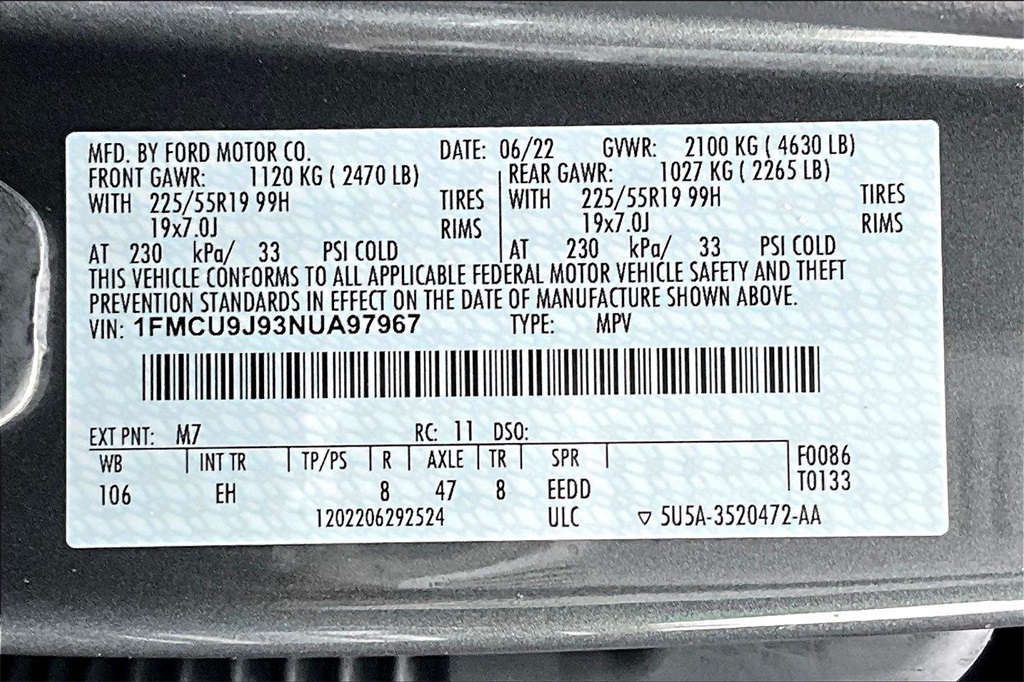 MFD. BY FORD MOTOR CO. DATE: 06/22 GVWR: 2100 KG ( 4630 LB)
FRONT GAWR: 1120 KG ( 2470 LB) REAR GAWR: 1027 KG ( 2265 LB)
WITH 225/55R19 99H TIRES WITH 225/55R19 99H TIRES
19x7.0J RIMS 19x7.0J RIMS
AT 230 kPa/ 33 PSI COLD AT 230 kPa/ 33 PSI COLD
THIS VEHICLE CONFORMS TO ALL APPLICABLE FEDERAL MOTOR VEHICLE SAFETY AND THEFT
PREVENTION STANDARDS IN EFFECT ON THE DATE OF MANUFACTURE SHOWN ABOVE.
VIN: 1FMCU9J93NUA97967 TYPE: MPV
EXT PNT: M7 RC: 11 DSO:
WB INT TR TP/PS R AXLE TR SPR F0086
106 EH 8 47 8 EEDD T0133
1202206292524 ULC ▽ 5U5A-3520472-AA